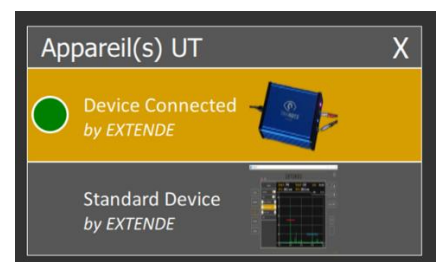 Appareil(s) UT X
Device Connected
by EXTENDE
Standard Device
by EXTENDE